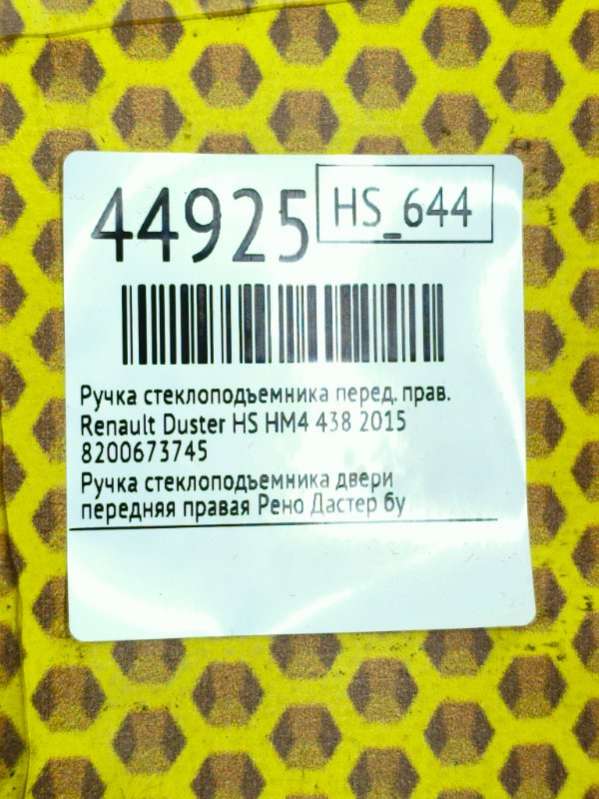 44925
HS_644
Ручка стеклоподъемника перед. прав.
Renault Duster HS HM4 438 2015
8200673745
Ручка стеклоподъемника двери
передняя правая Рено Дастер бу